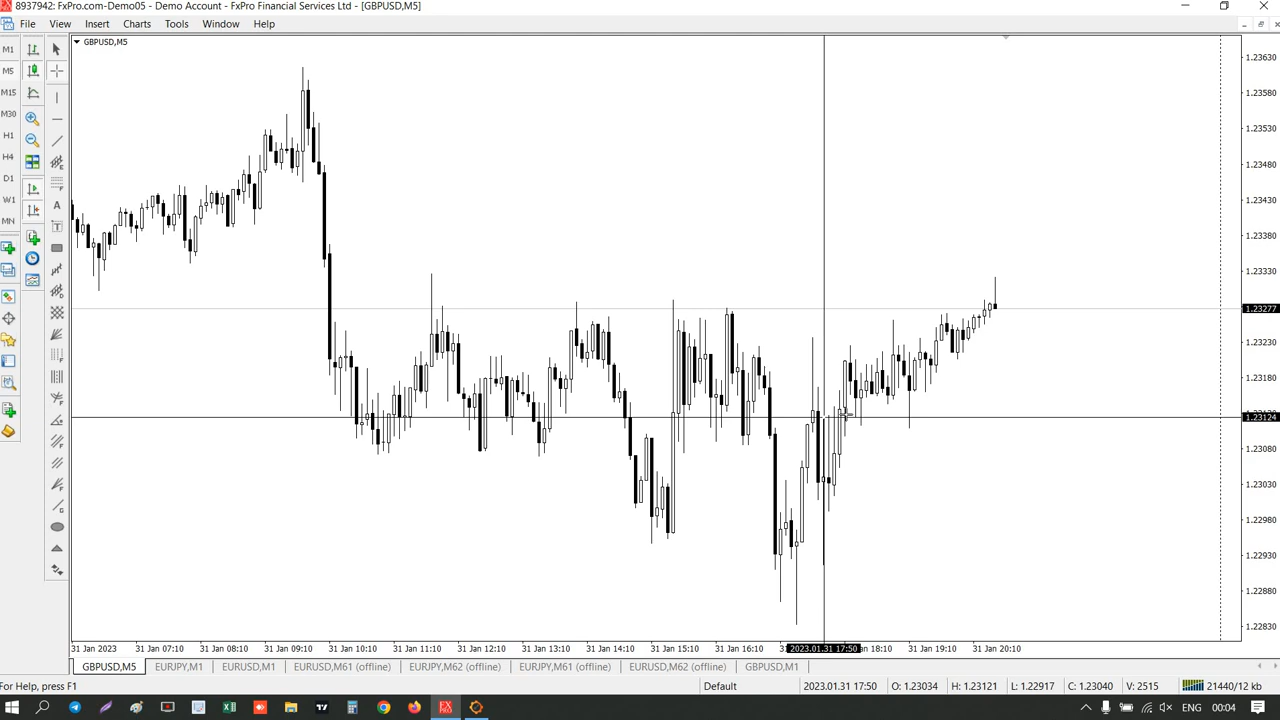 8937942: FxPro.com-Demo05 - Demo Account - FxPro Financial Services Ltd - [GBPUSD,M5]
File View Insert Charts Tools Window Help
GBPUSD,M5
M1
M5
M15
M30
H1
H4
D1
W1
MN
A
T
1.23630
1.23580
1.23530
1.23480
1.23430
1.23380
1.23330
1.23277
1.23230
1.23180
1.23124
1.23080
1.23030
1.22980
1.22930
1.22880
1.22830
31 Jan 2023 31 Jan 07:10 31 Jan 08:10 31 Jan 09:10 31 Jan 10:10 31 Jan 11:10 31 Jan 12:10 31 Jan 13:10 31 Jan 14:10 31 Jan 15:10 31 Jan 16:10 2023.01.31 17:50 18:10 31 Jan 19:10 31 Jan 20:10
GBPUSD,M5 EURJPY,M1 EURUSD,M1 EURUSD,M61 (offline) EURJPY,M62 (offline) EURJPY,M61 (offline) EURUSD,M62 (offline) GBPUSD,M1
For Help, press F1 Default 2023.01.31 17:50 O: 1.23034 H: 1.23121 L: 1.22917 C: 1.23040 V: 2515 21440/12 kb
ENG 00:04